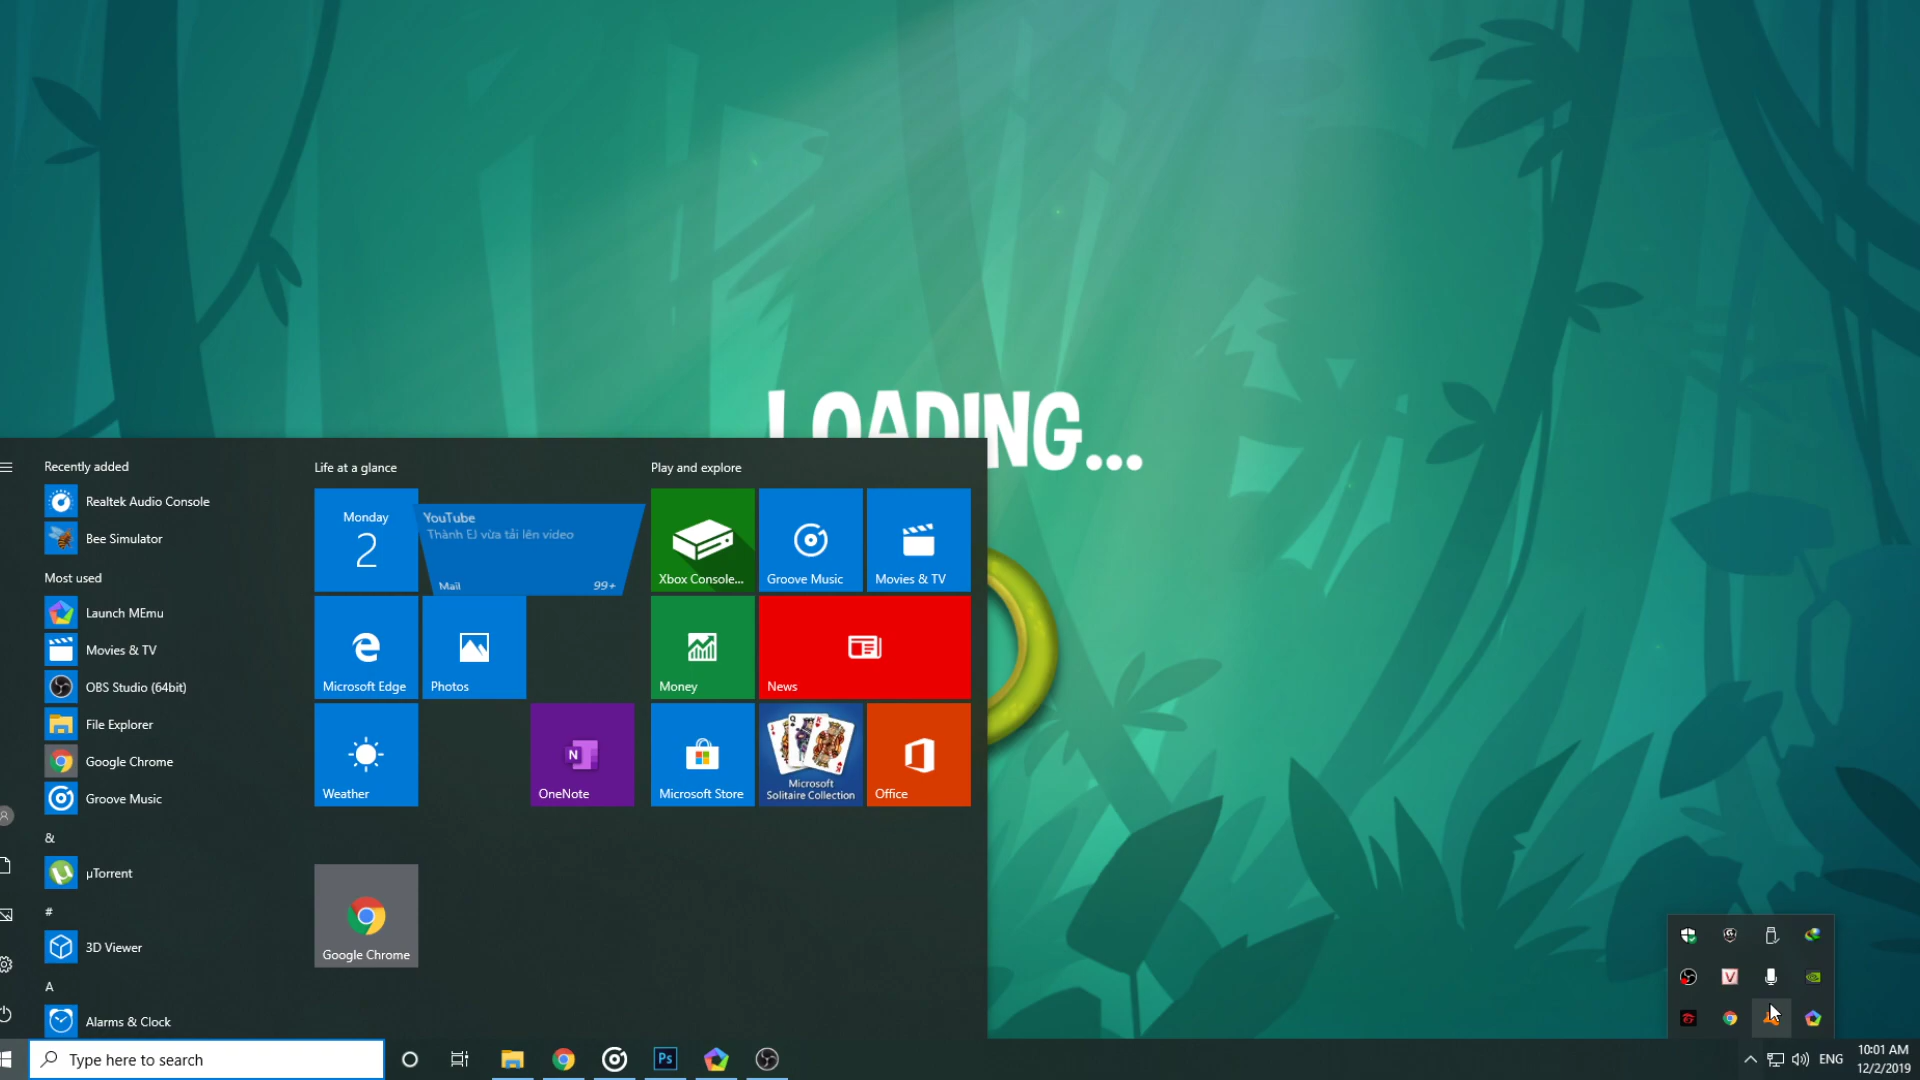 LOADING...
Recently added
Realtek Audio Console
Bee Simulator
Most used
Launch MEmu
Movies & TV
OBS Studio (64bit)
File Explorer
Google Chrome
Groove Music
&
µTorrent
#
3D Viewer
A
Alarms & Clock
Life at a glance
Monday
2
YouTube
Thành EJ vừa tải lên video
Mail
99+
Microsoft Edge
Photos
Weather
N
OneNote
Google Chrome
Play and explore
Xbox Console...
Groove Music
Movies & TV
Money
News
Microsoft Store
Microsoft
Solitaire Collection
Office
Type here to search
Ps
V
ENG
10:01 AM
12/2/2019